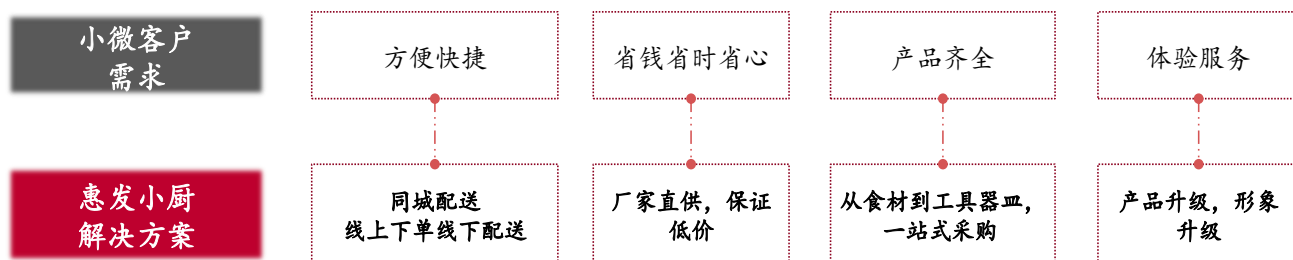 小微客户
需求
方便快捷
省钱省时省心
产品齐全
体验服务
惠发小厨
解决方案
同城配送
线上下单线下配送
厂家直供，保证
低价
从食材到工具器皿，
一站式采购
产品升级，形象
升级